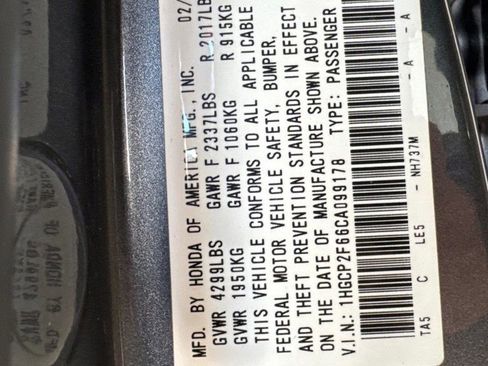 MFD. BY HONDA OF AMERICA MFG., INC. 02/
GVWR 4299LBS GAWR F 2337LBS R 2017LB
GVWR 1950KG GAWR F 1060KG R 915KG
THIS VEHICLE CONFORMS TO ALL APPLICABLE
FEDERAL MOTOR VEHICLE SAFETY, BUMPER,
AND THEFT PREVENTION STANDARDS IN EFFECT
ON THE DATE OF MANUFACTURE SHOWN ABOVE.
V.I.N.: 1HGCP2F66CA099178 TYPE: PASSENGER
TA5 C LE5 - NH737M - A - A